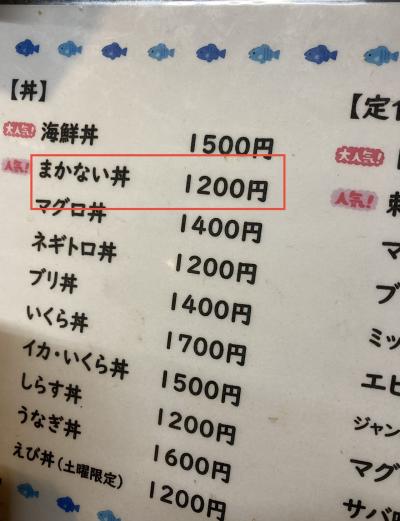 【丼】
大人気! 海鮮丼 1500円
人気! まかない丼 1200円
マグロ丼 1400円
ネギトロ丼 1200円
ブリ丼 1400円
いくら丼 1700円
イカ・いくら丼 1500円
しらす丼 1200円
うなぎ丼 1600円
えび丼(土曜限定) 1200円
【定
大人気!
人気!
マ
ブ
ミッ
エビ
ジャン
マグ
サバ